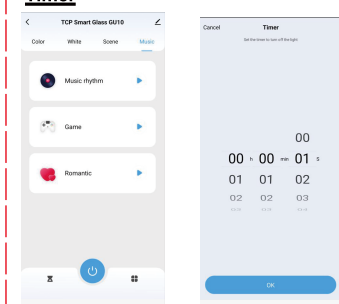 Timer
TCP Smart Glass GU10
Color White Scene Music
Music rhythm
Game
Romantic
Cancel Timer
Set the timer to turn off the light
00
00 h 00 min 01 s
01 01 02
02 02 03
OK